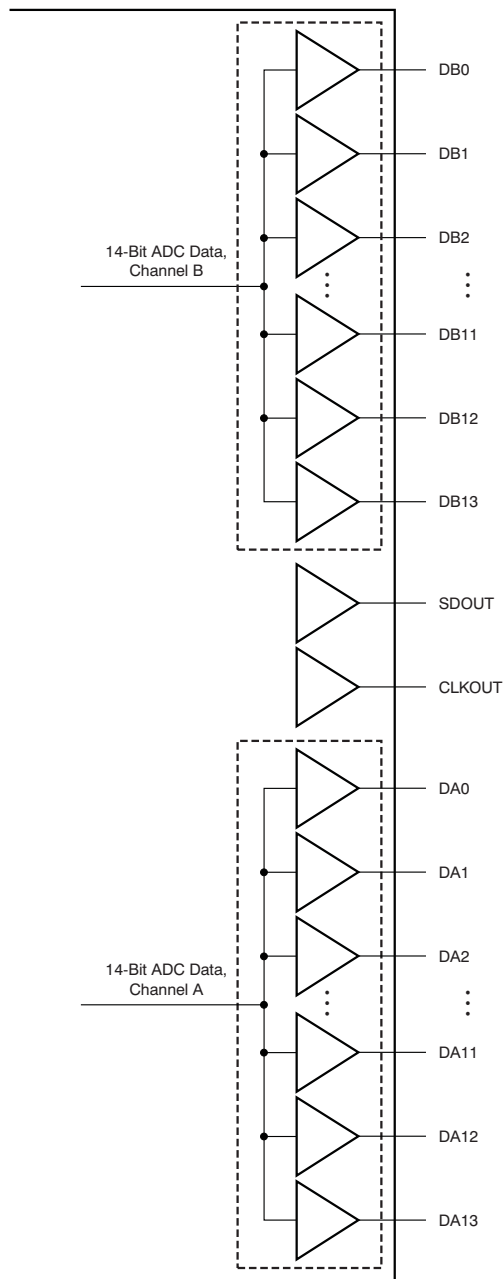 DB0
DB1
DB2
14-Bit ADC Data,
Channel B
DB11
DB12
DB13
SDOUT
CLKOUT
DA0
DA1
DA2
14-Bit ADC Data,
Channel A
DA11
DA12
DA13